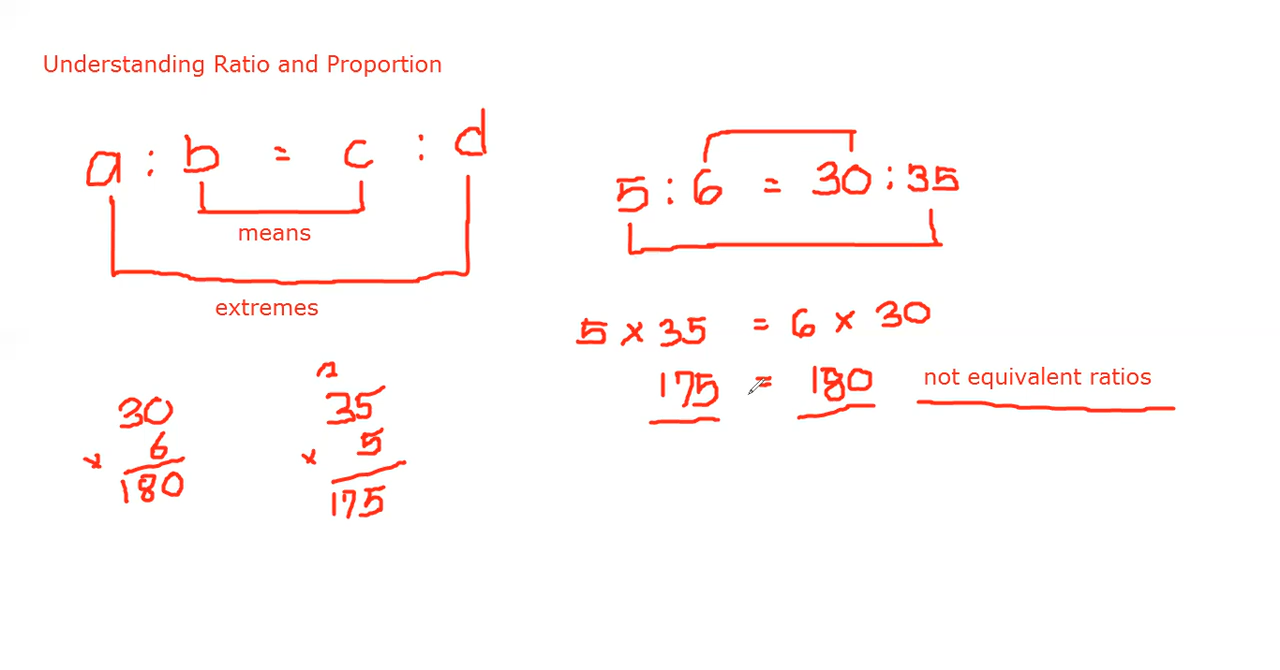 Understanding Ratio and Proportion
a : b = c : d
means
extremes
5 : 6 = 30 : 35
5 × 35 = 6 × 30
175 = 180
not equivalent ratios
30
× 6
180
35
× 5
175